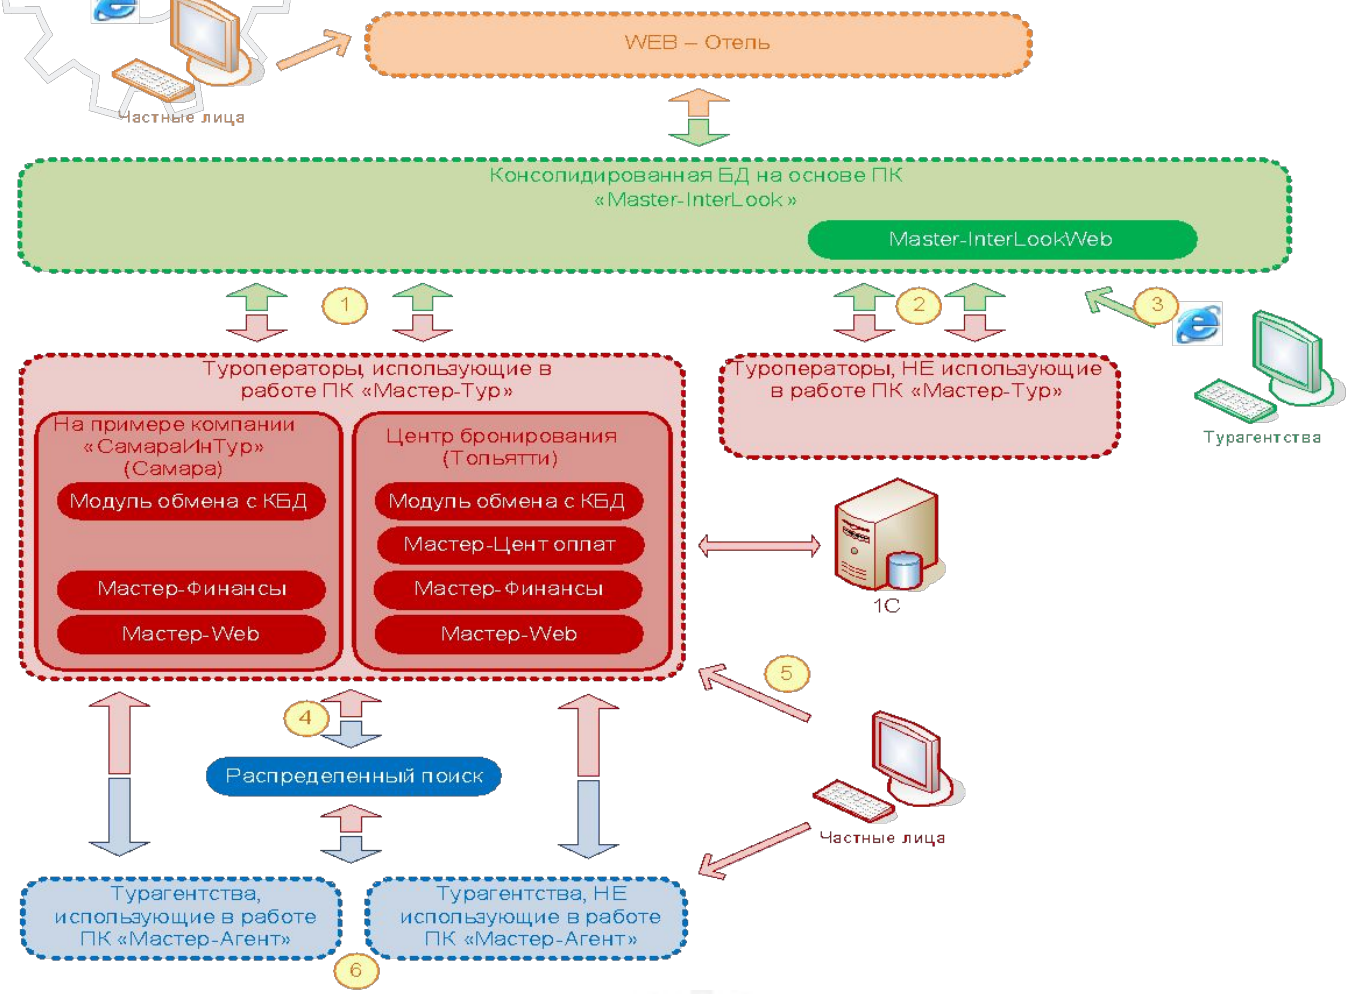 WEB – Отель
Частные лица
Консолидированная БД на основе ПК
«Master-InterLook»
Master-InterLookWeb
1
2
3
Туроператоры, использующие в
работе ПК «Мастер-Тур»
Туроператоры, НЕ использующие
в работе ПК «Мастер-Тур»
Турагентства
На примере компании
«СамараИнТур»
(Самара)
Модуль обмена с КБД
Мастер-Финансы
Мастер-Web
Центр бронирования
(Тольятти)
Модуль обмена с КБД
Мастер-Цент оплат
Мастер-Финансы
Мастер-Web
1С
5
4
Распределенный поиск
Частные лица
Турагентства,
использующие в работе
ПК «Мастер-Агент»
Турагентства, НЕ
использующие в работе
ПК «Мастер-Агент»
6